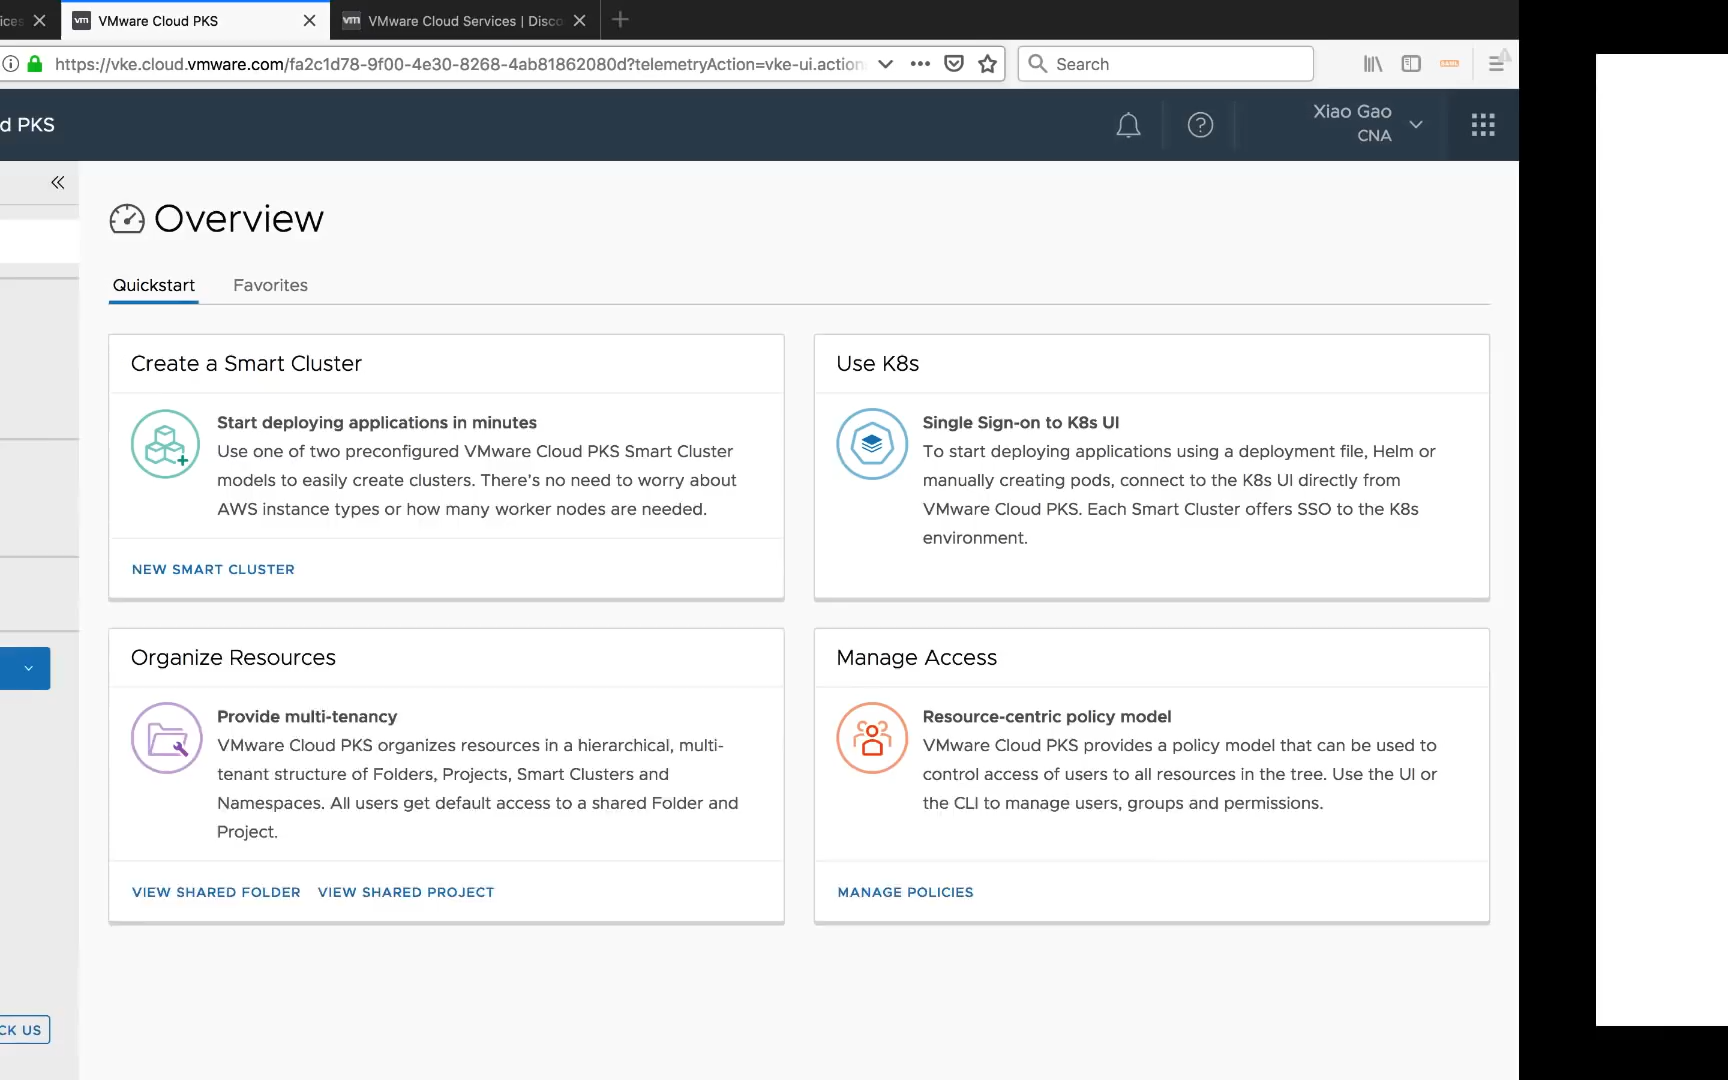 ices
VMware Cloud PKS
VMware Cloud Services | Disco
https://vke.cloud.vmware.com/fa2c1d78-9f00-4e30-8268-4ab81862080d?telemetryAction=vke-ui.action
Search
d PKS
Xiao Gao
CNA
Overview
Quickstart
Favorites
Create a Smart Cluster
Start deploying applications in minutes
Use one of two preconfigured VMware Cloud PKS Smart Cluster
models to easily create clusters. There's no need to worry about
AWS instance types or how many worker nodes are needed.
NEW SMART CLUSTER
Use K8s
Single Sign-on to K8s UI
To start deploying applications using a deployment file, Helm or
manually creating pods, connect to the K8s UI directly from
VMware Cloud PKS. Each Smart Cluster offers SSO to the K8s
environment.
Organize Resources
Provide multi-tenancy
VMware Cloud PKS organizes resources in a hierarchical, multi-
tenant structure of Folders, Projects, Smart Clusters and
Namespaces. All users get default access to a shared Folder and
Project.
VIEW SHARED FOLDER VIEW SHARED PROJECT
Manage Access
Resource-centric policy model
VMware Cloud PKS provides a policy model that can be used to
control access of users to all resources in the tree. Use the UI or
the CLI to manage users, groups and permissions.
MANAGE POLICIES
CK US